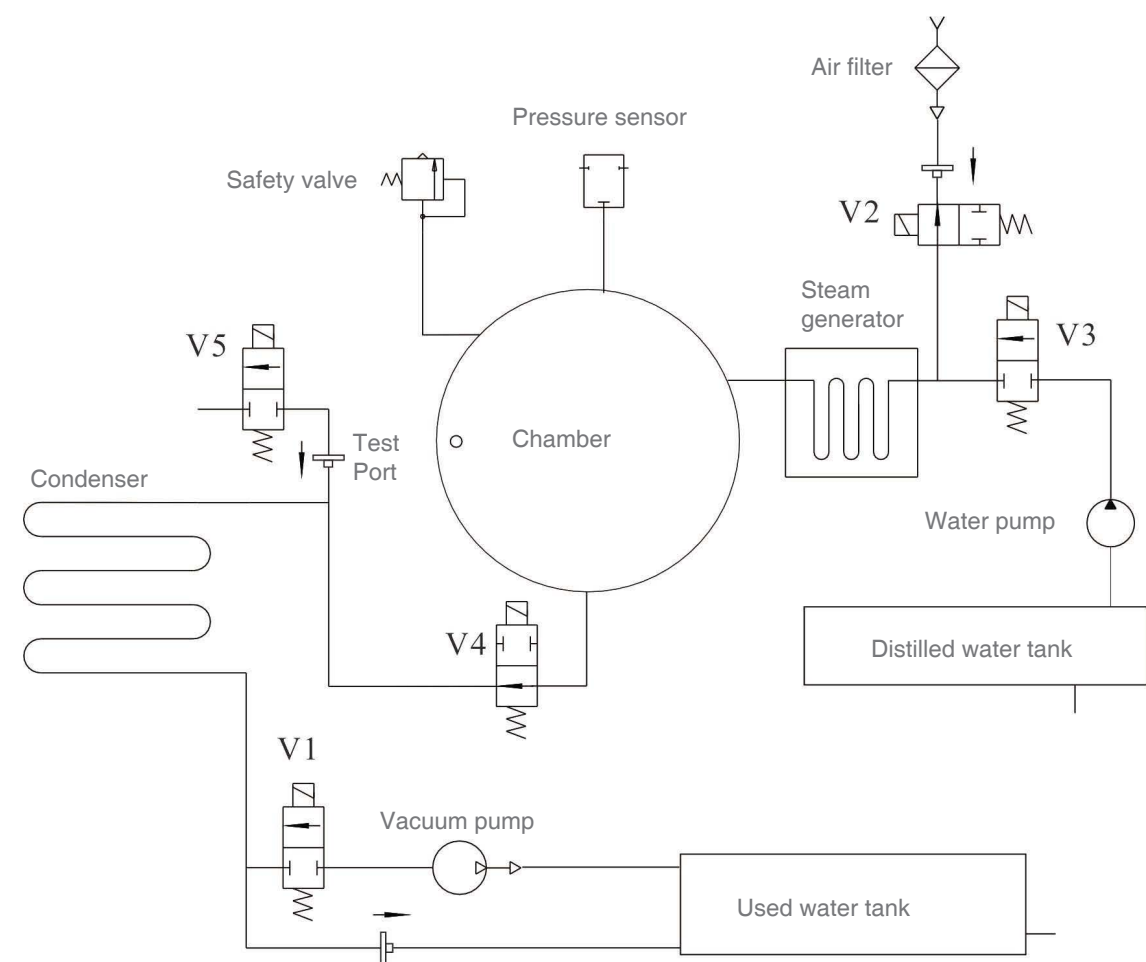 Air filter
Pressure sensor
Safety valve
V2
Steam
generator
V5
V3
Test
Port
Chamber
Condenser
Water pump
V4
Distilled water tank
V1
Vacuum pump
Used water tank